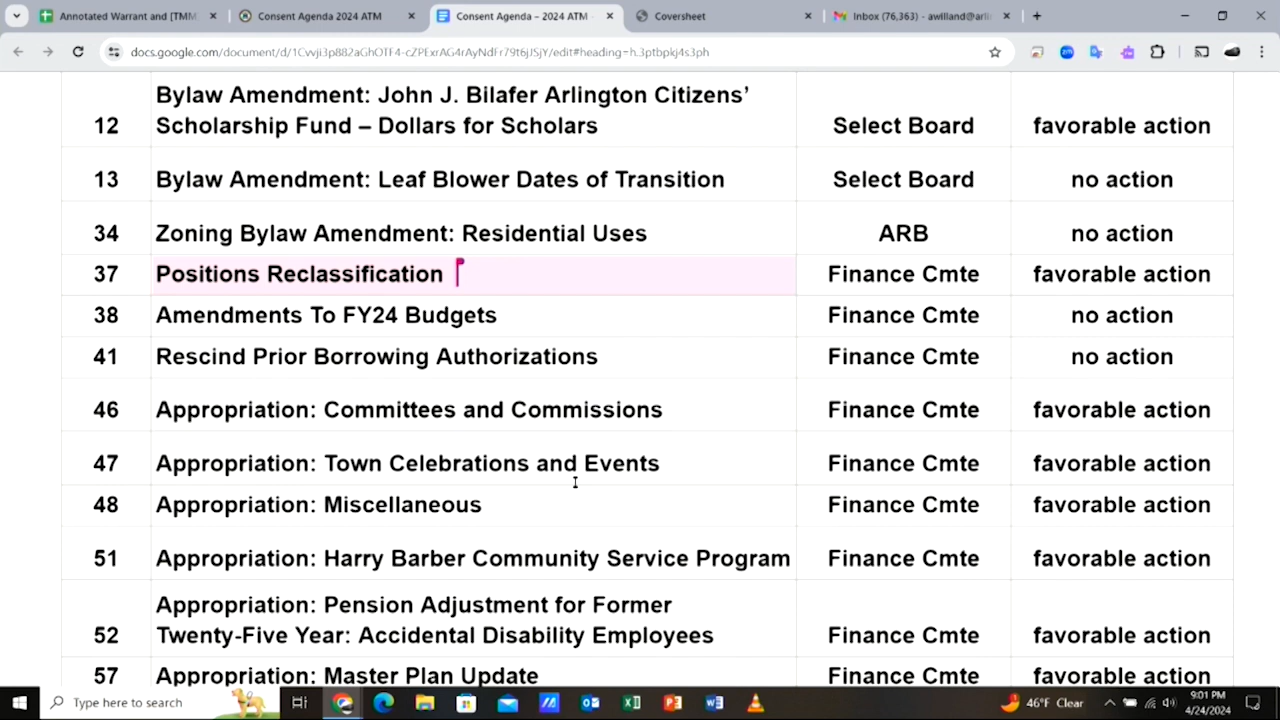 Annotated Warrant and [TMM
Consent Agenda 2024 ATM
Consent Agenda – 2024 ATM
Coversheet
Inbox (76,363) - awilland@arli
docs.google.com/document/d/1Cvvji3p882aGhOTF4-cZPExrAG4rAyNdFr79t6jJSjY/edit#heading=h.3ptbpkj4s3ph
Bylaw Amendment: John J. Bilafer Arlington Citizens’
12 Scholarship Fund – Dollars for Scholars Select Board favorable action
13 Bylaw Amendment: Leaf Blower Dates of Transition Select Board no action
34 Zoning Bylaw Amendment: Residential Uses ARB no action
37 Positions Reclassification Finance Cmte favorable action
38 Amendments To FY24 Budgets Finance Cmte no action
41 Rescind Prior Borrowing Authorizations Finance Cmte no action
46 Appropriation: Committees and Commissions Finance Cmte favorable action
47 Appropriation: Town Celebrations and Events Finance Cmte favorable action
48 Appropriation: Miscellaneous Finance Cmte favorable action
51 Appropriation: Harry Barber Community Service Program Finance Cmte favorable action
Appropriation: Pension Adjustment for Former
52 Twenty-Five Year: Accidental Disability Employees Finance Cmte favorable action
57 Appropriation: Master Plan Update Finance Cmte favorable action
Type here to search
46°F Clear
9:01 PM
4/24/2024